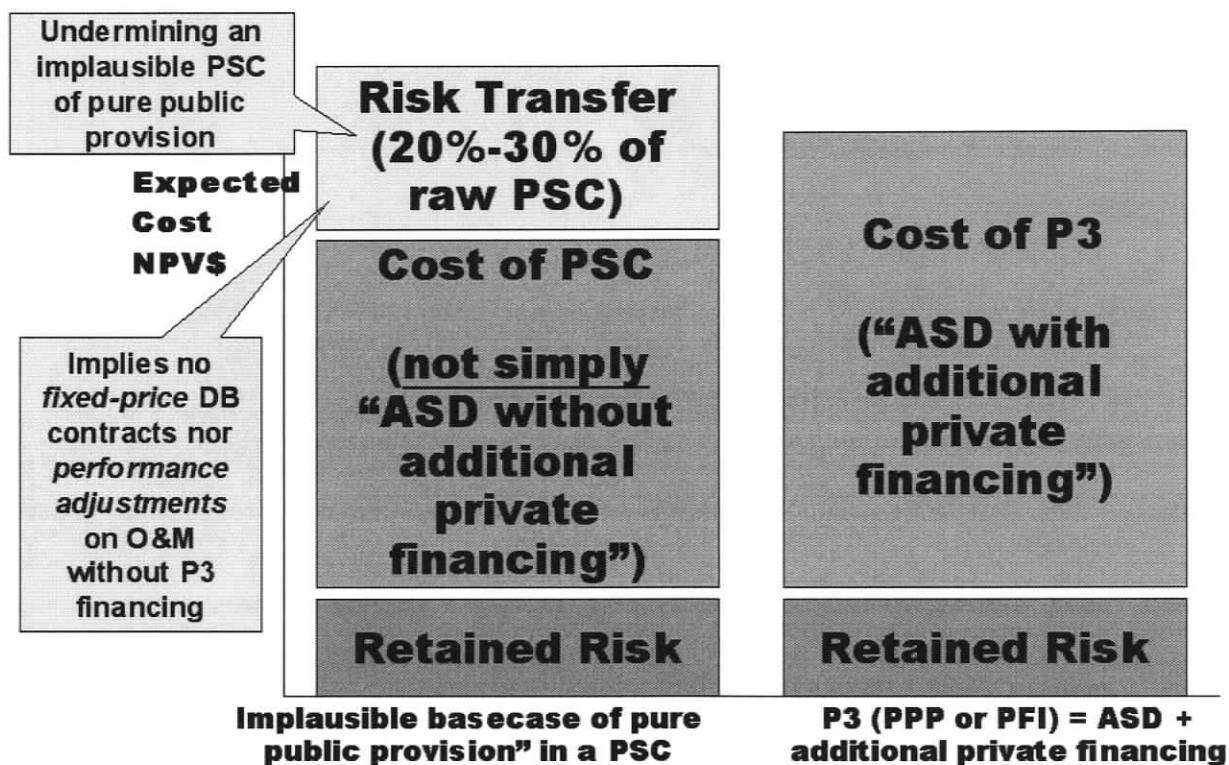 Undermining an
implausible PSC
of pure public
provision
Expected
Cost
NPV$
Implies no
fixed-price DB
contracts nor
performance
adjustments
on O&M
without P3
financing
Risk Transfer
(20%-30% of
raw PSC)
Cost of PSC
(not simply
“ASD without
additional
private
financing”)
Retained Risk
Implausible basecase of pure
public provision” in a PSC
Cost of P3
(“ASD with
additional
private
financing”)
Retained Risk
P3 (PPP or PFI) = ASD +
additional private financing